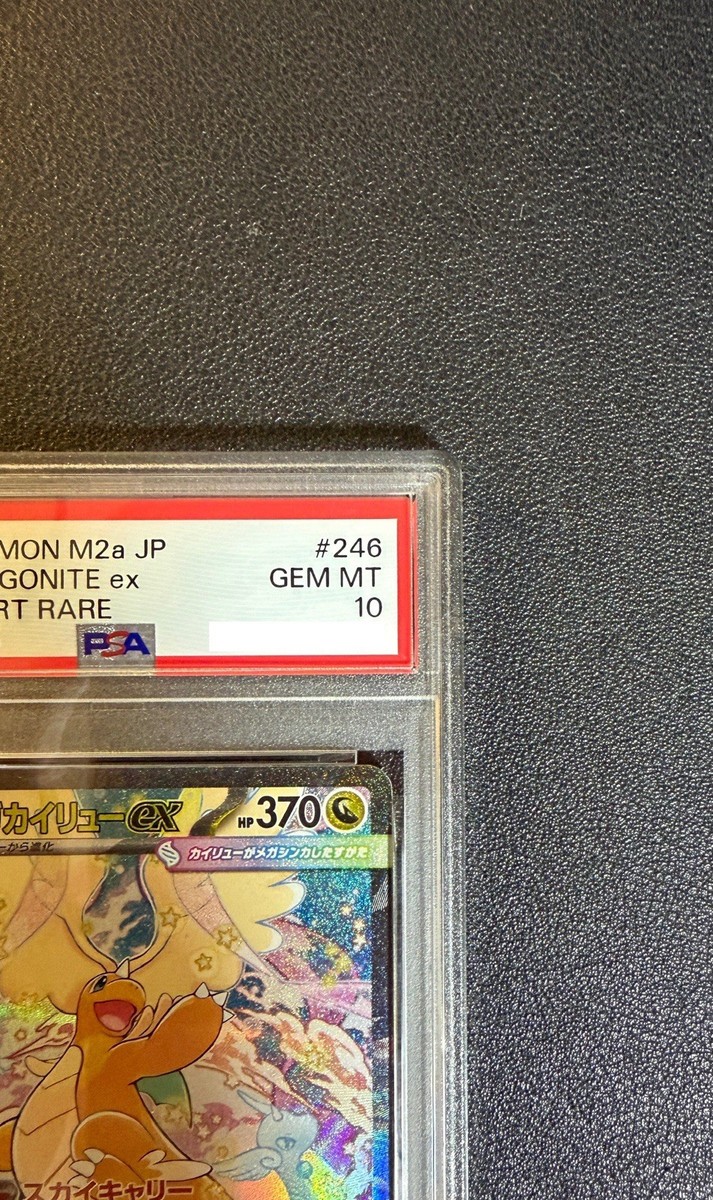 MON M2a JP #246
GONITE ex GEM MT
RT RARE 10
PSA
カイリューex HP370
ーから進化
カイリューがメガシンカしたすがた
スカイキャリー